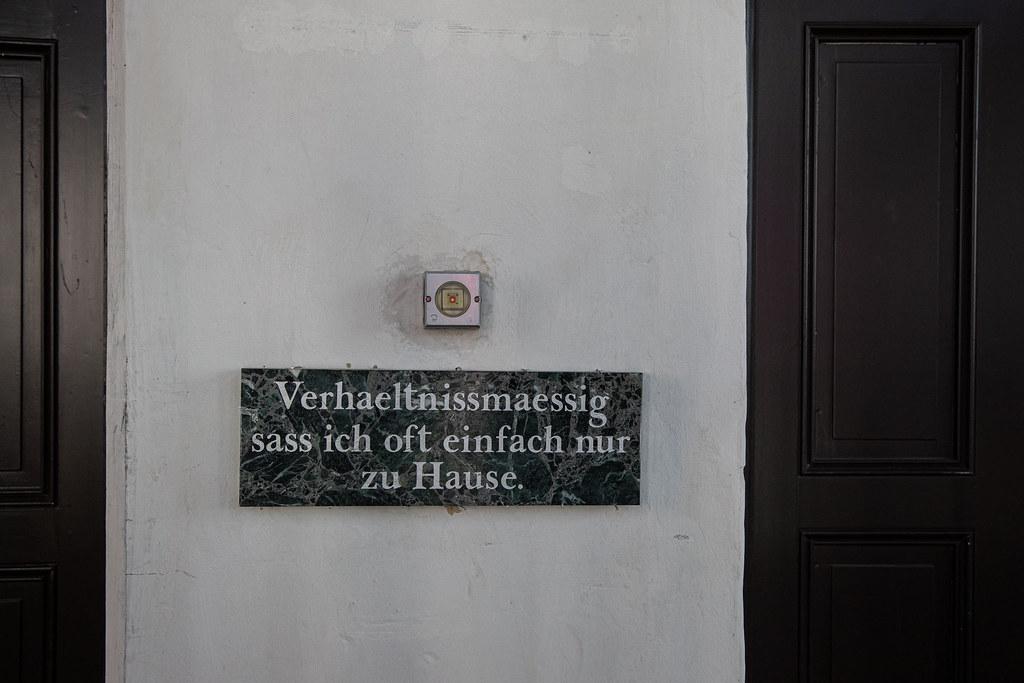 Verhaeltnissmaessig
sass ich oft einfach nur
zu Hause.